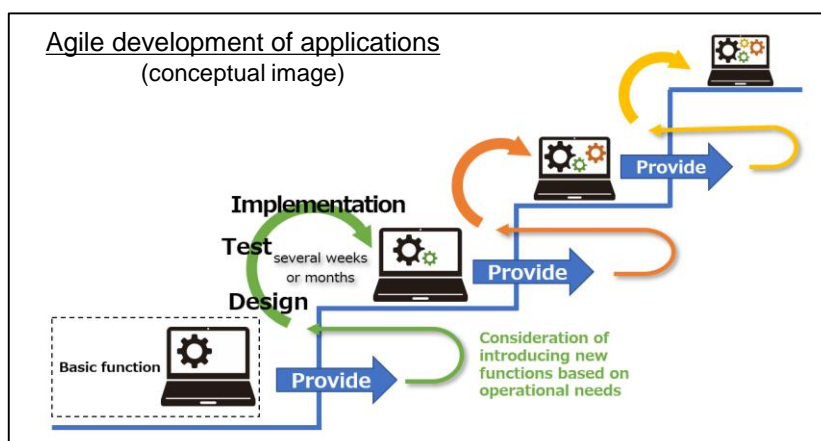 Agile development of applications
(conceptual image)
Provide
Implementation
Test
several weeks
or months
Design
Provide
Basic function
Provide
Consideration of
introducing new
functions based on
operational needs